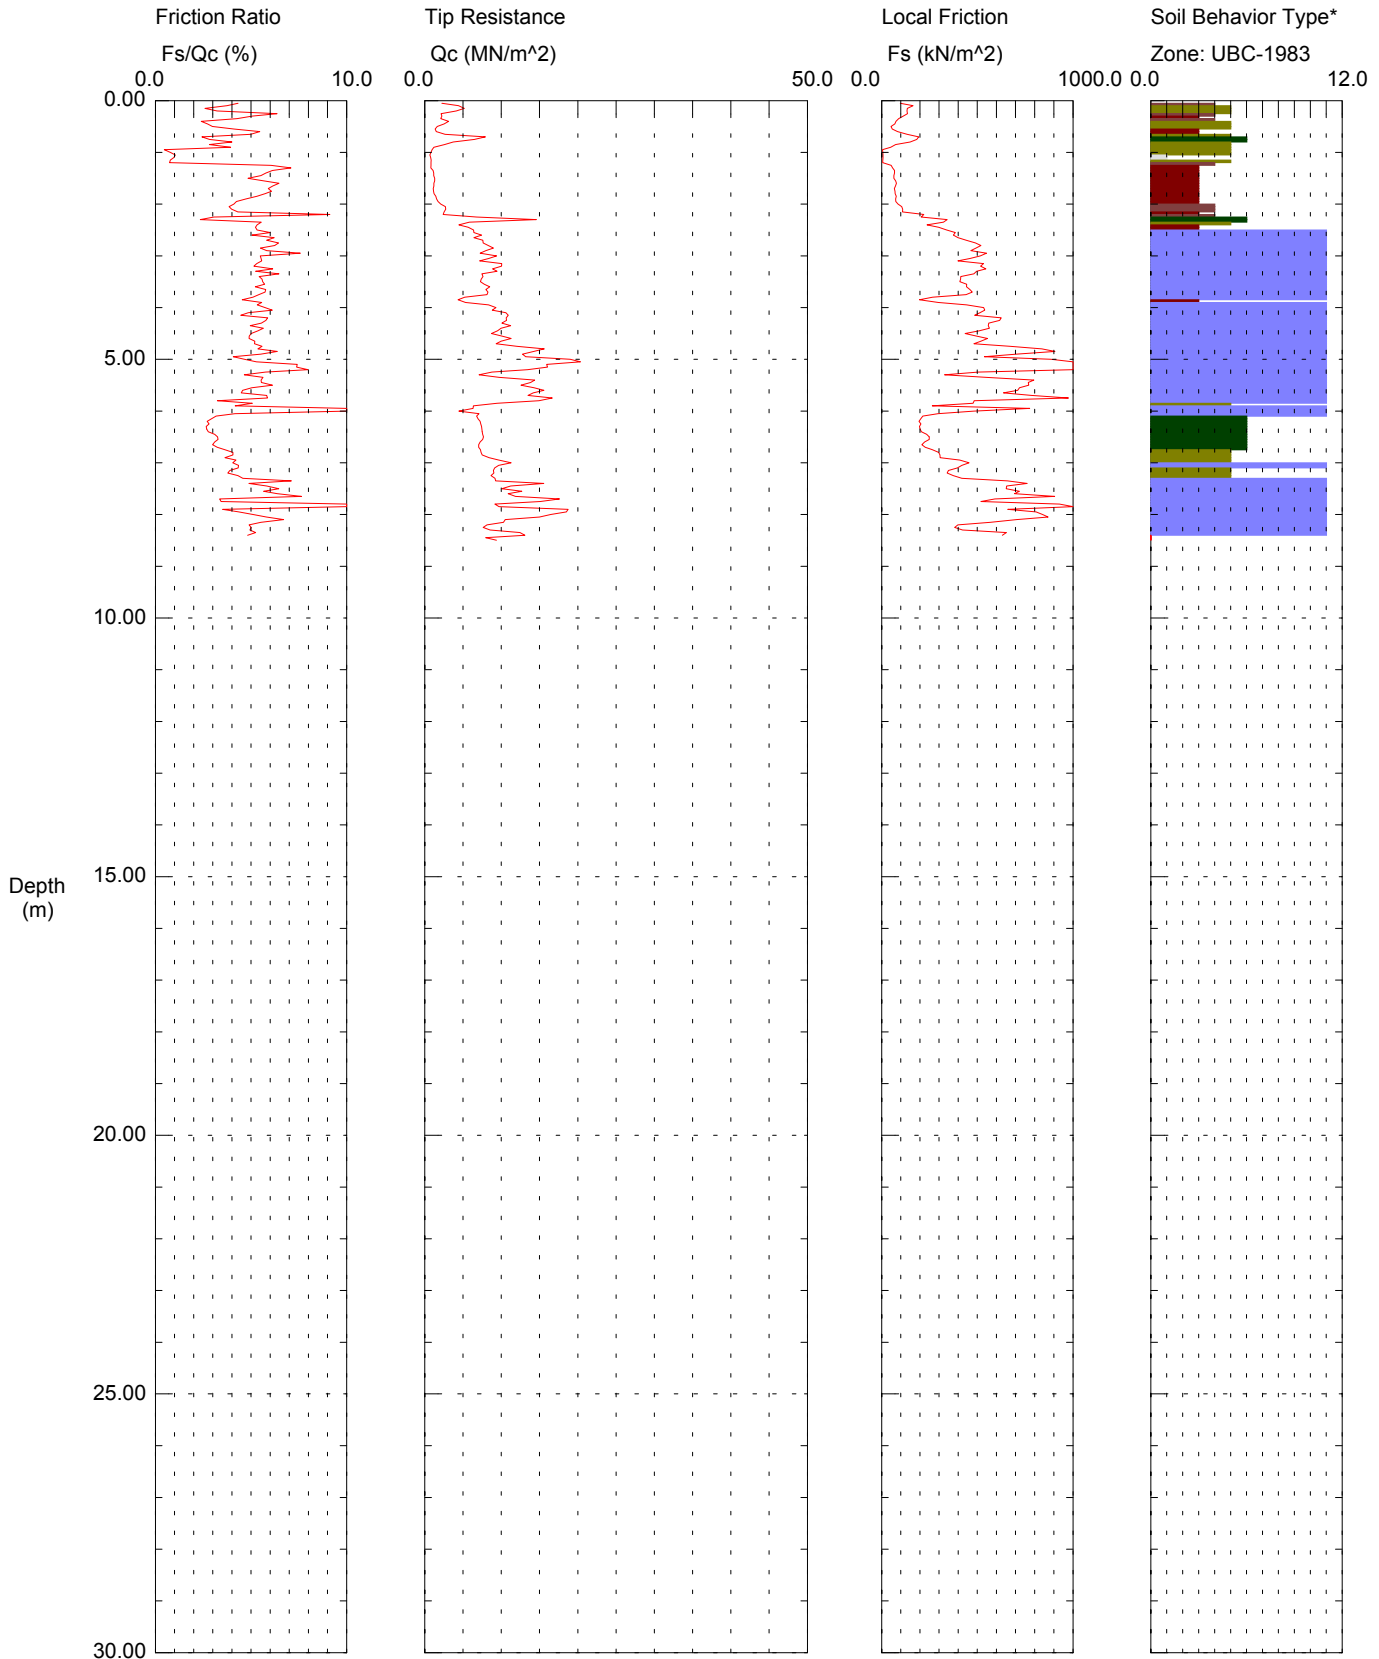 Friction Ratio Tip Resistance Local Friction Soil Behavior Type*
Fs/Qc (%) Qc (MN/m^2) Fs (kN/m^2) Zone: UBC-1983
0.0 10.0 0.0 50.0 0.0 1000.0 0.0 12.0
0.00
5.00
10.00
15.00
Depth
(m)
20.00
25.00
30.00